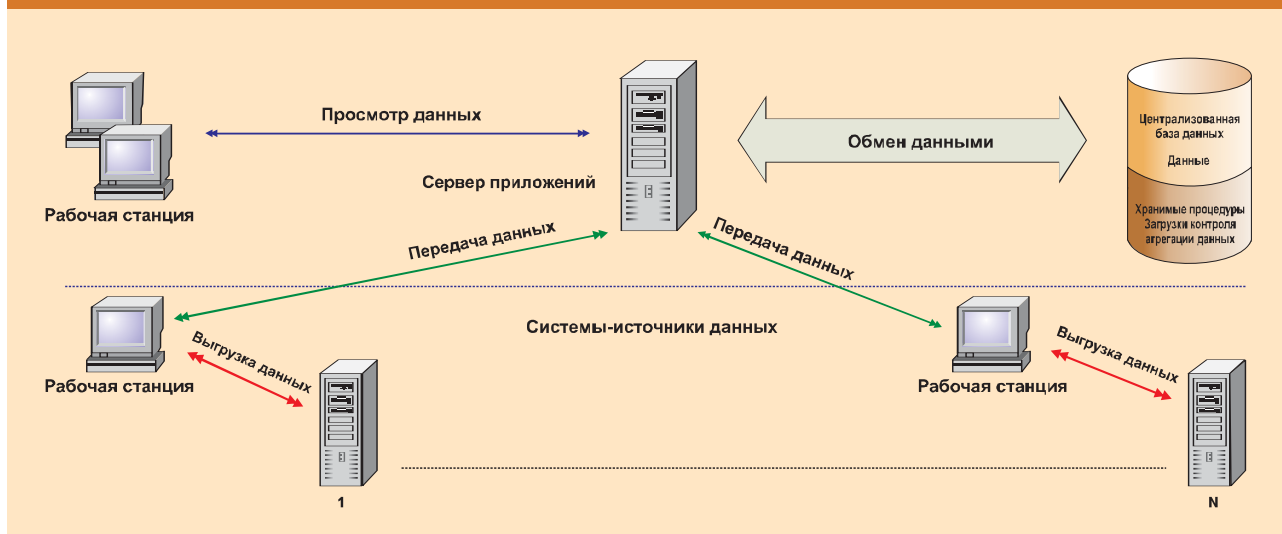 Просмотр данных
Обмен данными
Централизованная
база данных
Данные
Хранимые процедуры
Загрузки контроля
агрегации данных
Сервер приложений
Рабочая станция
Передача данных
Передача данных
Системы-источники данных
Выгрузка данных
Рабочая станция
Выгрузка данных
Рабочая станция
1
N